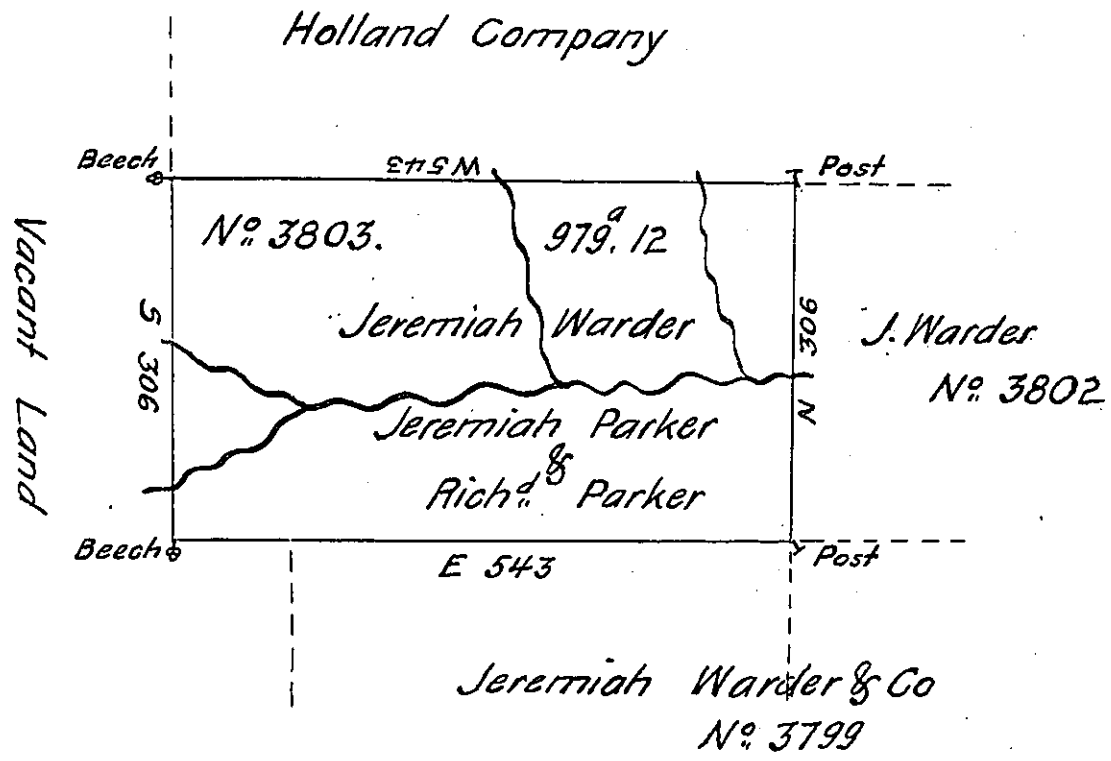 Holland Company
Beech
W 543
Post
No. 3803.
979.a 12
Vacant Land
S 306
Jeremiah Warder
N 306
J. Warder
No. 3802
Jeremiah Parker
&
Richd. Parker
Beech
E 543
Post
Jeremiah Warder & Co
No. 3799